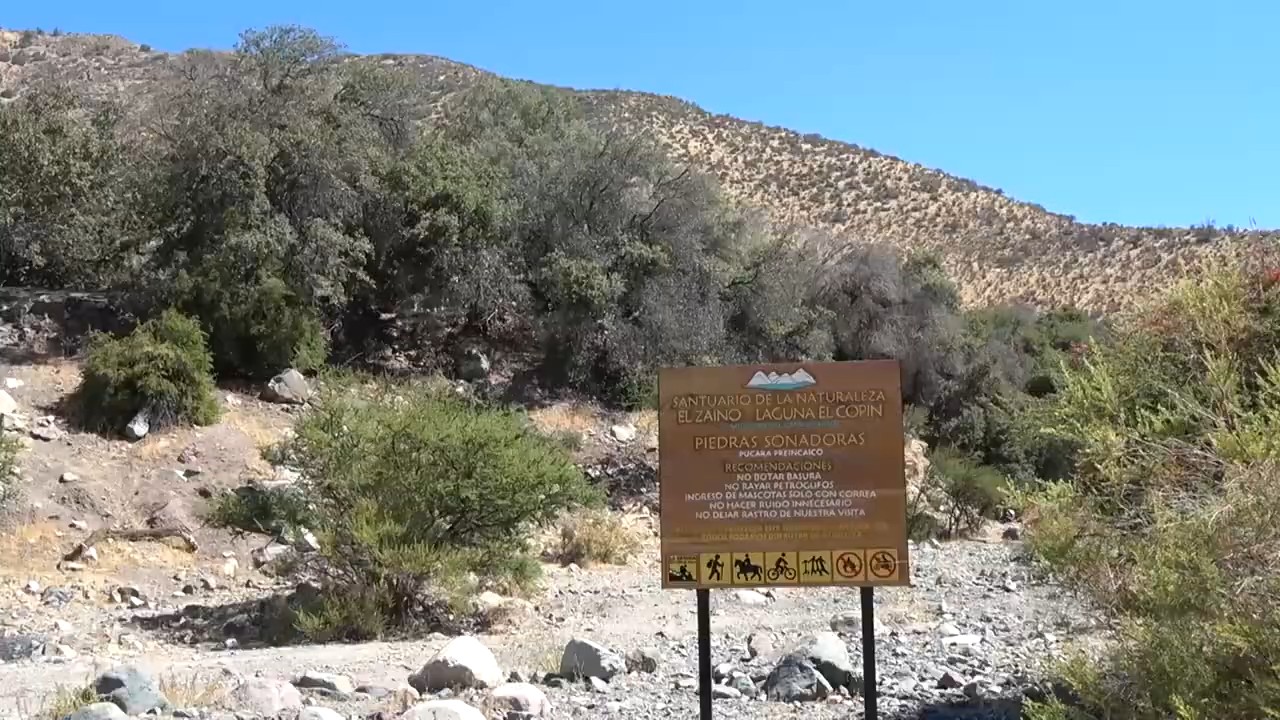 SANTUARIO DE LA NATURALEZA
EL ZAINO - LAGUNA EL COPIN
PIEDRAS SONADORAS
PUCARA PREINCAICO
RECOMENDACIONES
NO BOTAR BASURA
NO RAYAR PETROGLIFOS
INGRESO DE MASCOTAS SOLO CON CORREA
NO HACER RUIDO INNECESARIO
NO DEJAR RASTRO DE NUESTRA VISITA